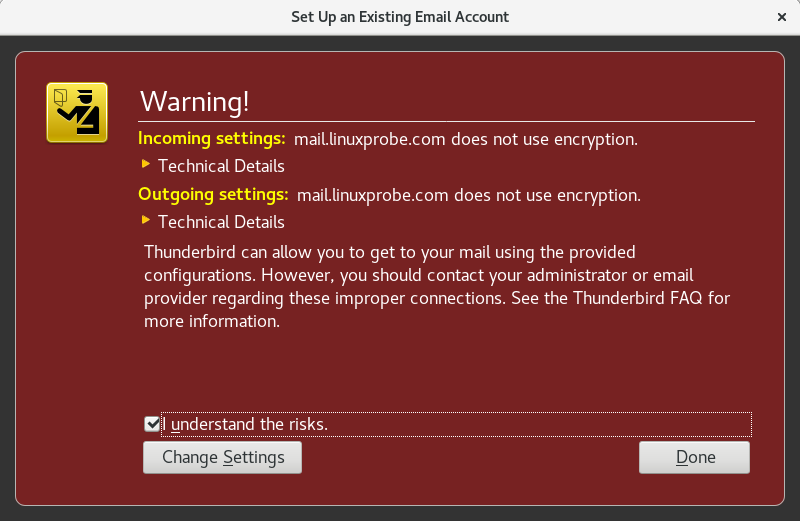 Set Up an Existing Email Account
Warning!
Incoming settings: mail.linuxprobe.com does not use encryption.
Technical Details
Outgoing settings: mail.linuxprobe.com does not use encryption.
Technical Details
Thunderbird can allow you to get to your mail using the provided
configurations. However, you should contact your administrator or email
provider regarding these improper connections. See the Thunderbird FAQ for
more information.
I understand the risks.
Change Settings
Done